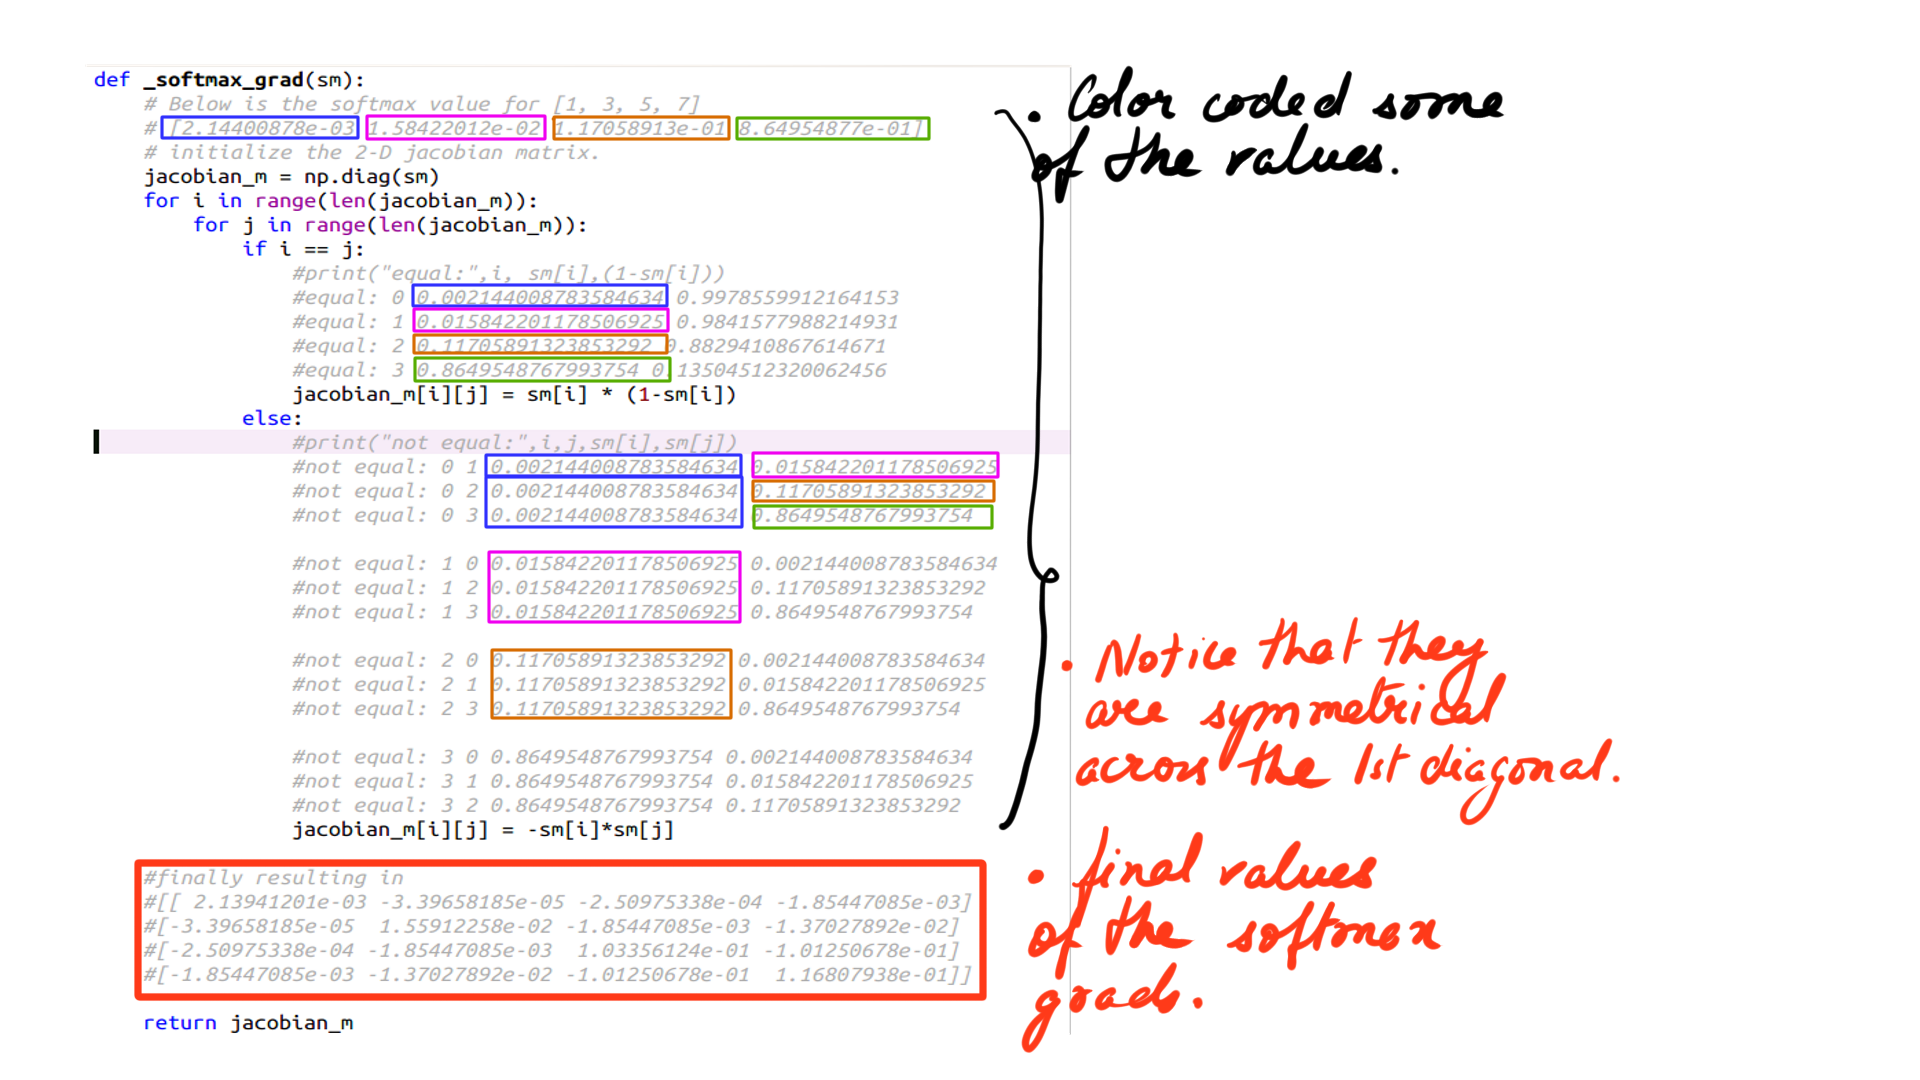 def _softmax_grad(sm):
# Below is the softmax value for [1, 3, 5, 7]
# [2.14400878e-03 1.58422012e-02 1.17058913e-01 8.64954877e-01]
# initialize the 2-D jacobian matrix.
jacobian_m = np.diag(sm)
for i in range(len(jacobian_m)):
for j in range(len(jacobian_m)):
if i == j:
#print("equal:",i, sm[i],(1-sm[i]))
#equal: 0 0.002144008783584634 0.9978559912164153
#equal: 1 0.015842201178506925 0.9841577988214931
#equal: 2 0.11705891323853292 0.8829410867614671
#equal: 3 0.8649548767993754 0.13504512320062456
jacobian_m[i][j] = sm[i] * (1-sm[i])
else:
#print("not equal:",i,j,sm[i],sm[j])
#not equal: 0 1 0.002144008783584634 0.015842201178506925
#not equal: 0 2 0.002144008783584634 0.11705891323853292
#not equal: 0 3 0.002144008783584634 0.8649548767993754
#not equal: 1 0 0.015842201178506925 0.002144008783584634
#not equal: 1 2 0.015842201178506925 0.11705891323853292
#not equal: 1 3 0.015842201178506925 0.8649548767993754
#not equal: 2 0 0.11705891323853292 0.002144008783584634
#not equal: 2 1 0.11705891323853292 0.015842201178506925
#not equal: 2 3 0.11705891323853292 0.8649548767993754
#not equal: 3 0 0.8649548767993754 0.002144008783584634
#not equal: 3 1 0.8649548767993754 0.015842201178506925
#not equal: 3 2 0.8649548767993754 0.11705891323853292
jacobian_m[i][j] = -sm[i]*sm[j]
#finally resulting in
#[[ 2.13941201e-03 -3.39658185e-05 -2.50975338e-04 -1.85447085e-03]
#[-3.39658185e-05  1.55912258e-02 -1.85447085e-03 -1.37027892e-02]
#[-2.50975338e-04 -1.85447085e-03  1.03356124e-01 -1.01250678e-01]
#[-1.85447085e-03 -1.37027892e-02 -1.01250678e-01  1.16807938e-01]]
return jacobian_m
• Color coded some
of the values.
• Notice that they
are symmetrical
across the 1st diagonal.
• final values
of the softmax
grads.